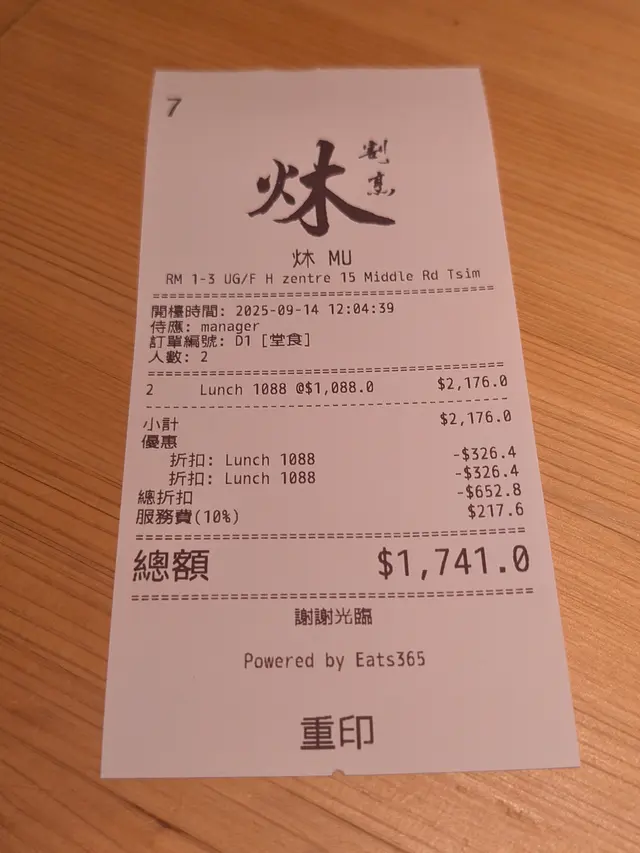 7
割烹
炑
炑 MU
RM 1-3 UG/F H zentre 15 Middle Rd Tsim
開檯時間: 2025-09-14 12:04:39
侍應: manager
訂單編號: D1 [堂食]
人數: 2
2 Lunch 1088 @$1,088.0 $2,176.0
小計 $2,176.0
優惠
折扣: Lunch 1088 -$326.4
折扣: Lunch 1088 -$326.4
總折扣 -$652.8
服務費(10%) $217.6
總額 $1,741.0
謝謝光臨
Powered by Eats365
重印